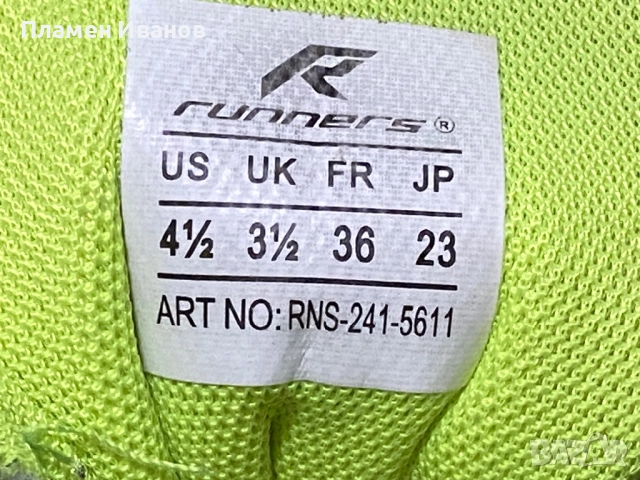 Пламен Иванов
runners ®
US UK FR JP
4½ 3½ 36 23
ART NO: RNS-241-5611